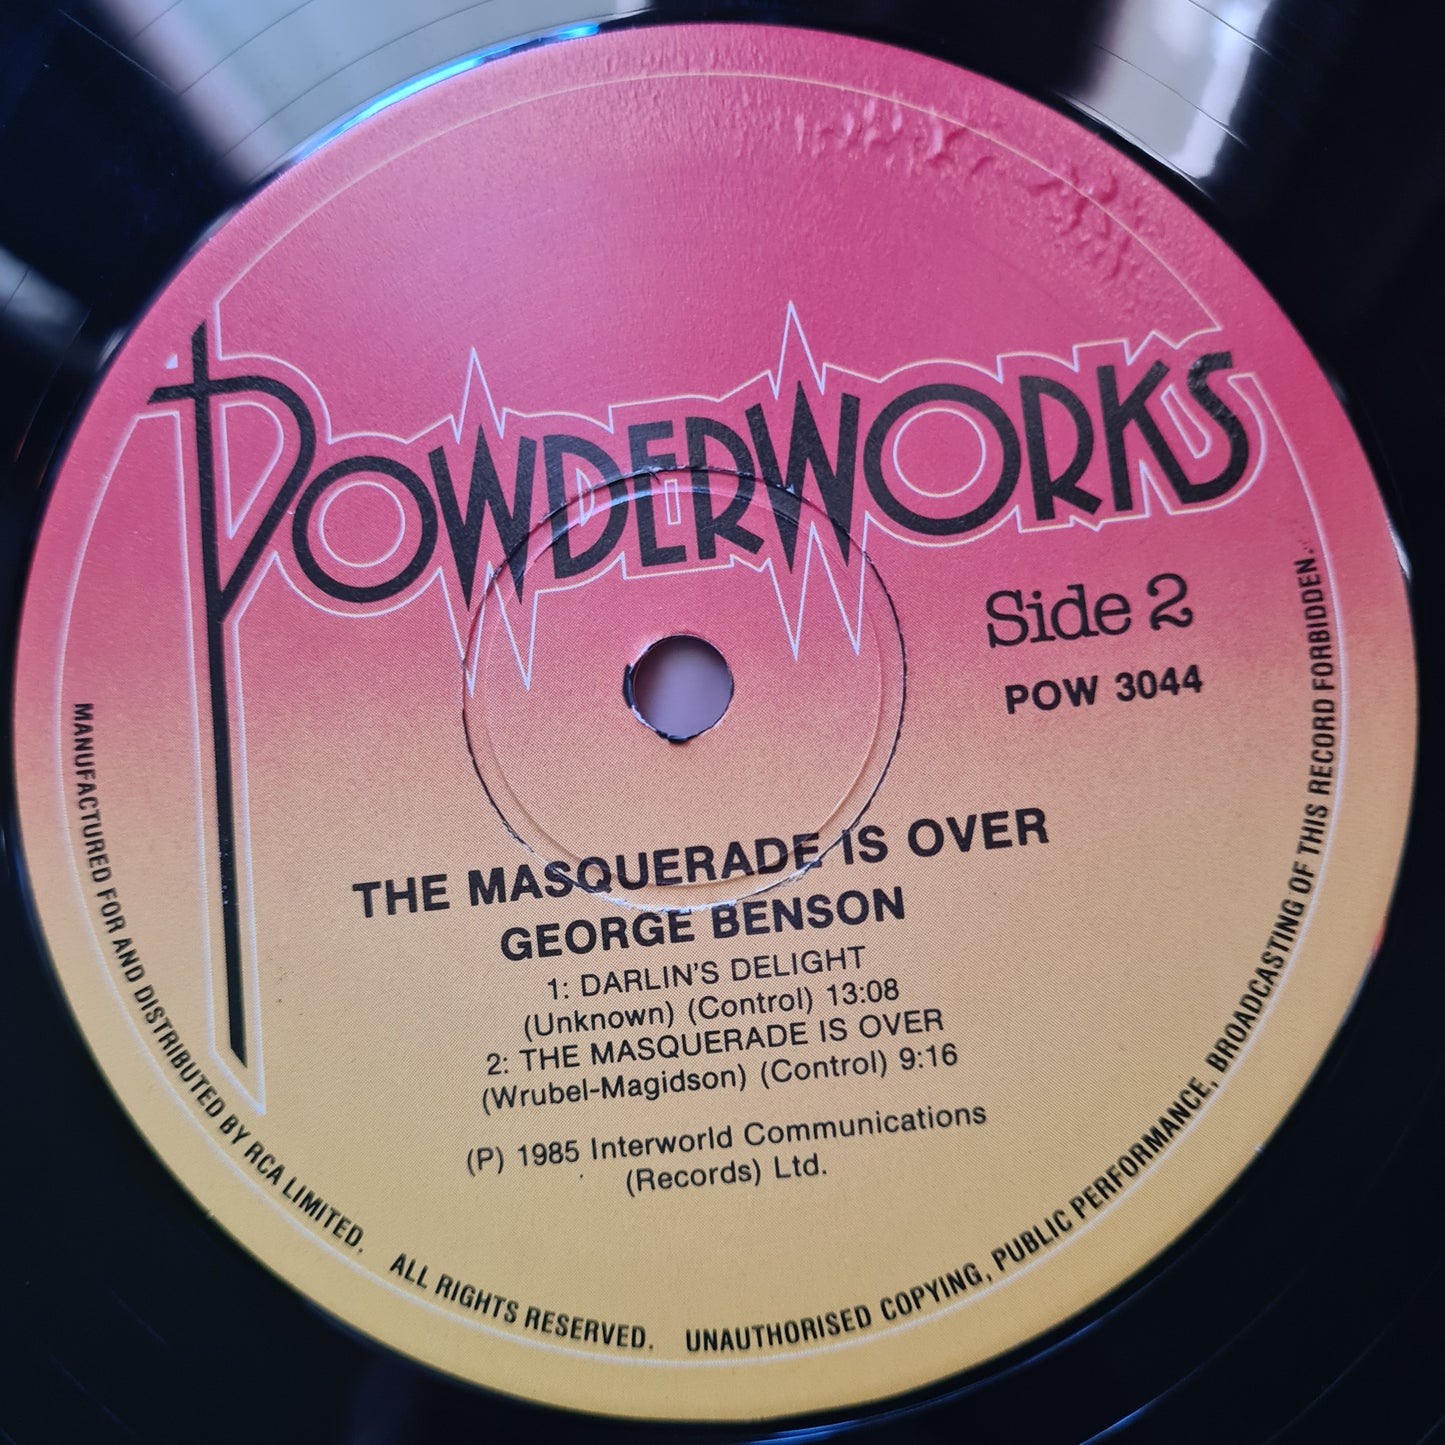 POWDERWORKS
Side 2
POW 3044
THE MASQUERADE IS OVER
GEORGE BENSON
1: DARLIN'S DELIGHT
(Unknown) (Control) 13:08
2: THE MASQUERADE IS OVER
(Wrubel-Magidson) (Control) 9:16
(P) 1985 Interworld Communications
(Records) Ltd.
MANUFACTURED FOR AND DISTRIBUTED BY RCA LIMITED. ALL RIGHTS RESERVED. UNAUTHORISED COPYING, PUBLIC PERFORMANCE, BROADCASTING OF THIS RECORD FORBIDDEN.